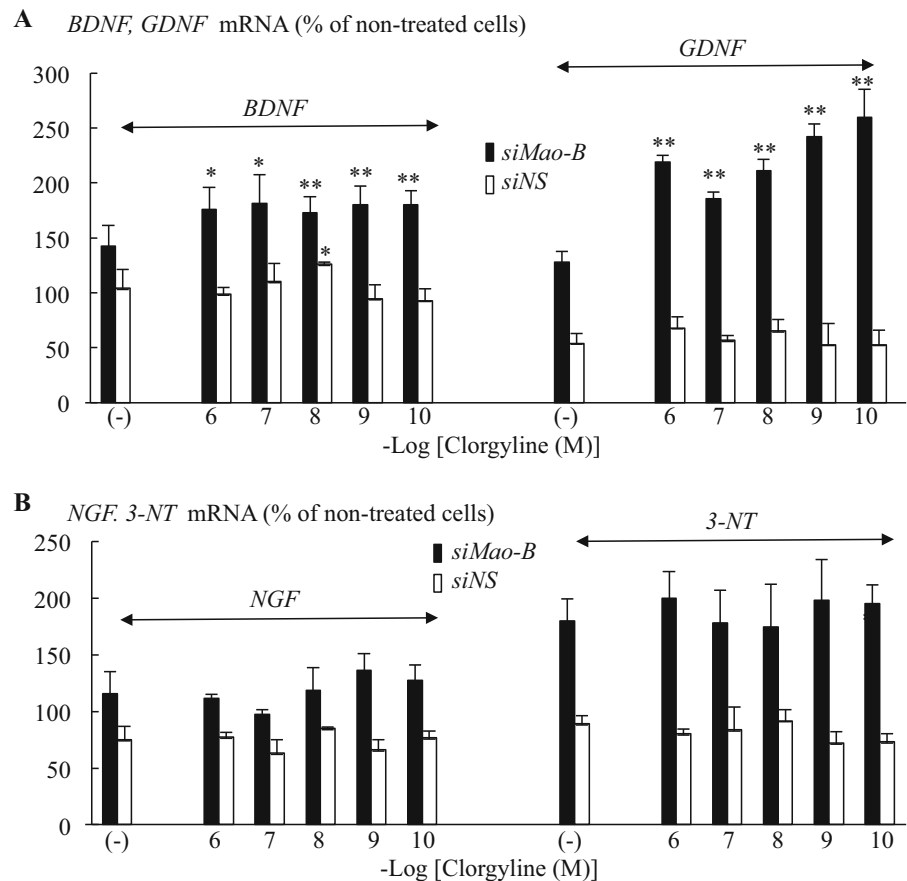 A BDNF, GDNF mRNA (% of non-treated cells)
GDNF
300
BDNF
250
siMao-B
siNS
** ** ** ** **
* * ** ** **
*
200
150
100
50
0
(-) 6 7 8 9 10 (-) 6 7 8 9 10
-Log [Clorgyline (M)]
B NGF. 3-NT mRNA (% of non-treated cells)
3-NT
250
siMao-B
siNS
NGF
200
150
100
50
0
(-) 6 7 8 9 10 (-) 6 7 8 9 10
-Log [Clorgyline (M)]